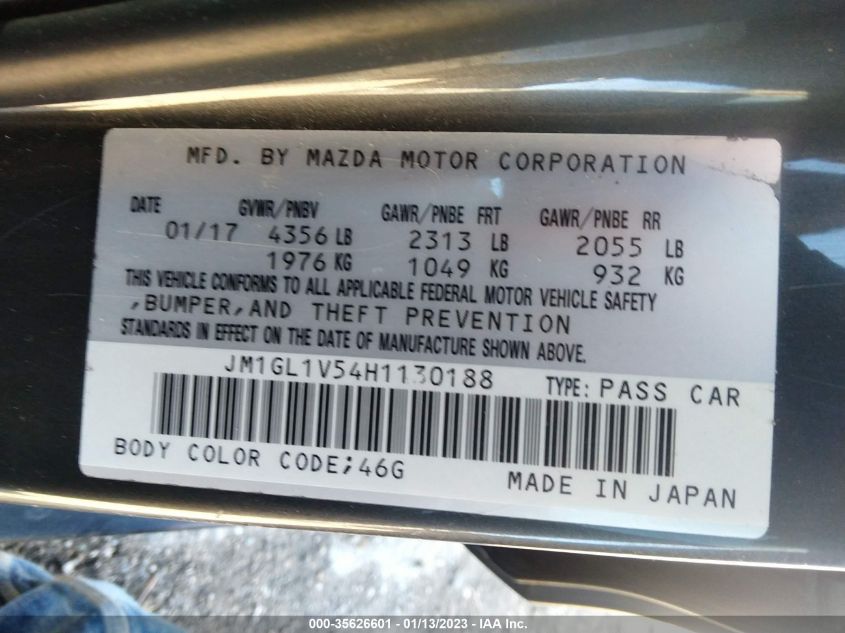 MFD. BY MAZDA MOTOR CORPORATION
DATE GVWR/PNBV GAWR/PNBE FRT GAWR/PNBE RR
01/17 4356 LB 2313 LB 2055 LB
1976 KG 1049 KG 932 KG
THIS VEHICLE CONFORMS TO ALL APPLICABLE FEDERAL MOTOR VEHICLE SAFETY
,BUMPER,AND THEFT PREVENTION
STANDARDS IN EFFECT ON THE DATE OF MANUFACTURE SHOWN ABOVE.
JM1GL1V54H1130188 TYPE: PASS CAR
BODY COLOR CODE;46G
MADE IN JAPAN
000-35626601 - 01/13/2023 - IAA Inc.